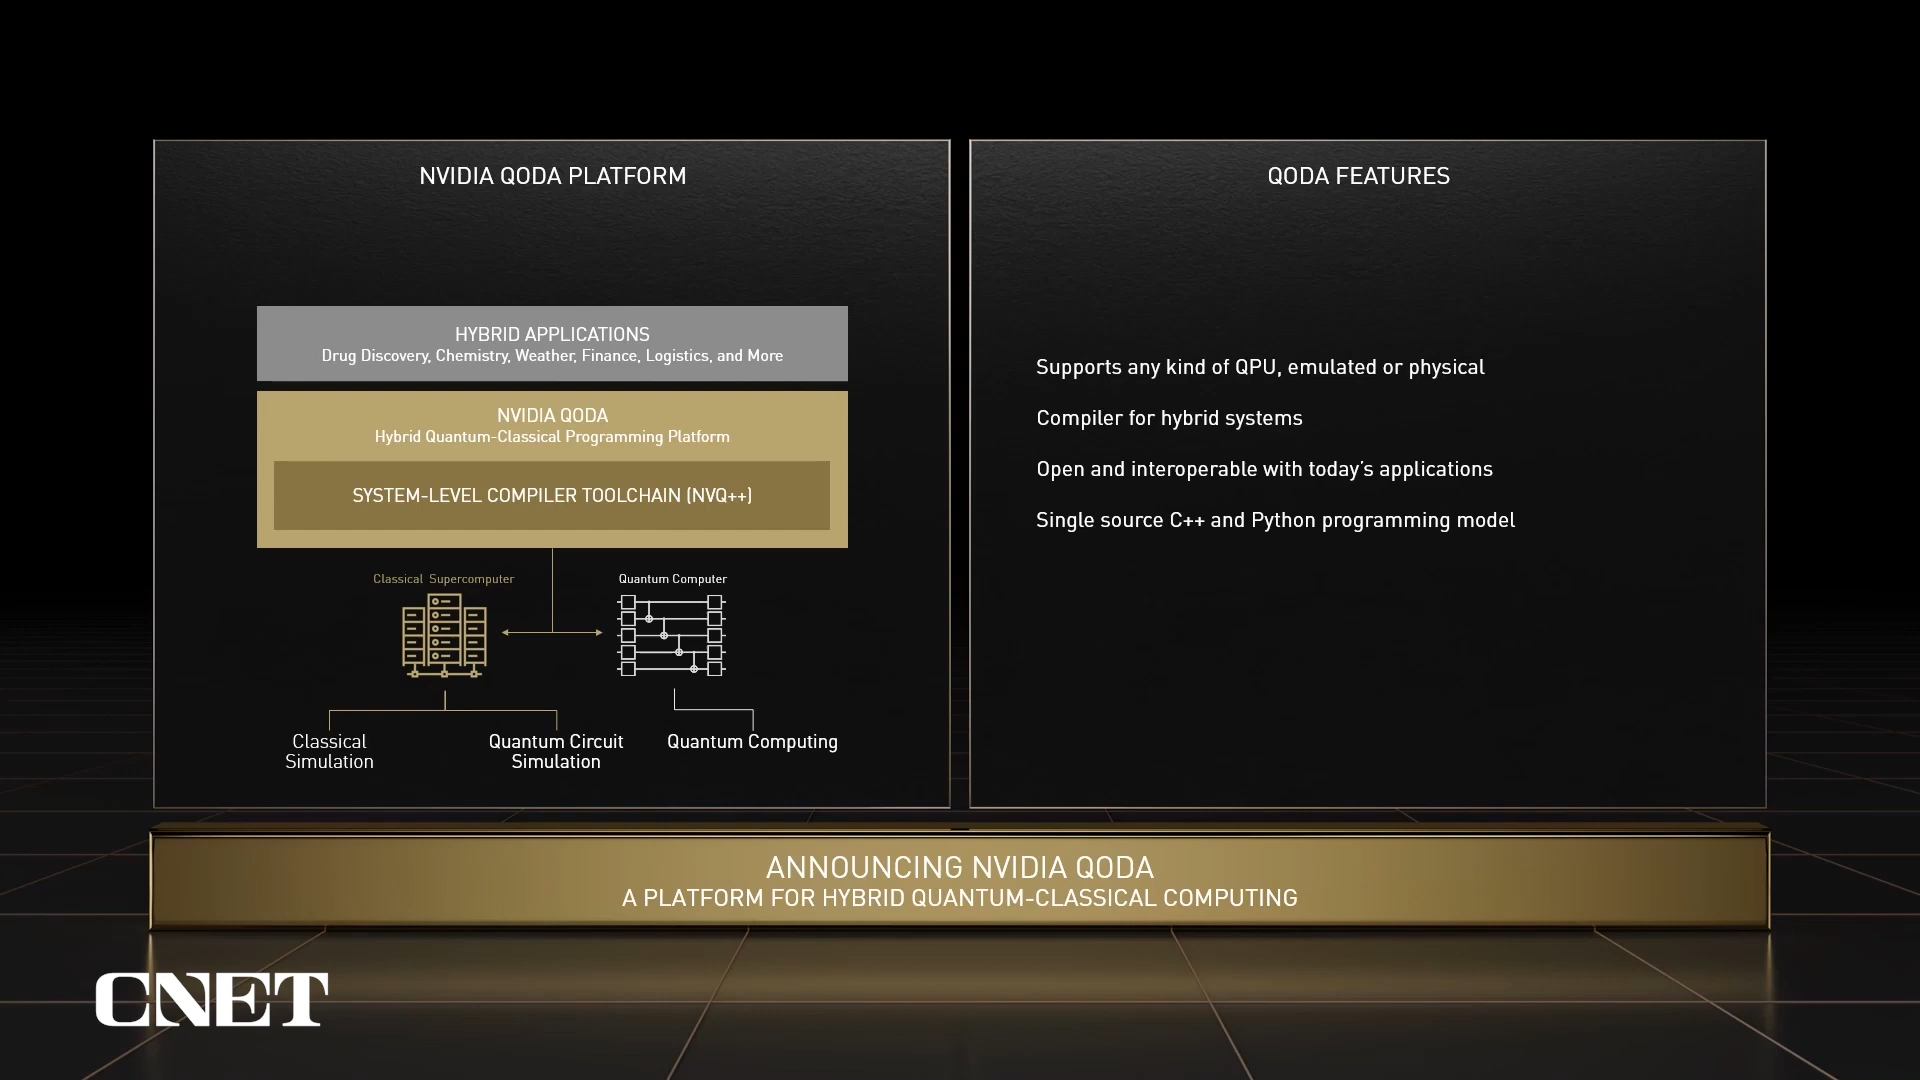 NVIDIA QODA PLATFORM
HYBRID APPLICATIONS
Drug Discovery, Chemistry, Weather, Finance, Logistics, and More
NVIDIA QODA
Hybrid Quantum-Classical Programming Platform
SYSTEM-LEVEL COMPILER TOOLCHAIN (NVQ++)
Classical Supercomputer
Quantum Computer
Classical
Simulation
Quantum Circuit
Simulation
Quantum Computing
QODA FEATURES
Supports any kind of QPU, emulated or physical
Compiler for hybrid systems
Open and interoperable with today's applications
Single source C++ and Python programming model
ANNOUNCING NVIDIA QODA
A PLATFORM FOR HYBRID QUANTUM-CLASSICAL COMPUTING
CNET